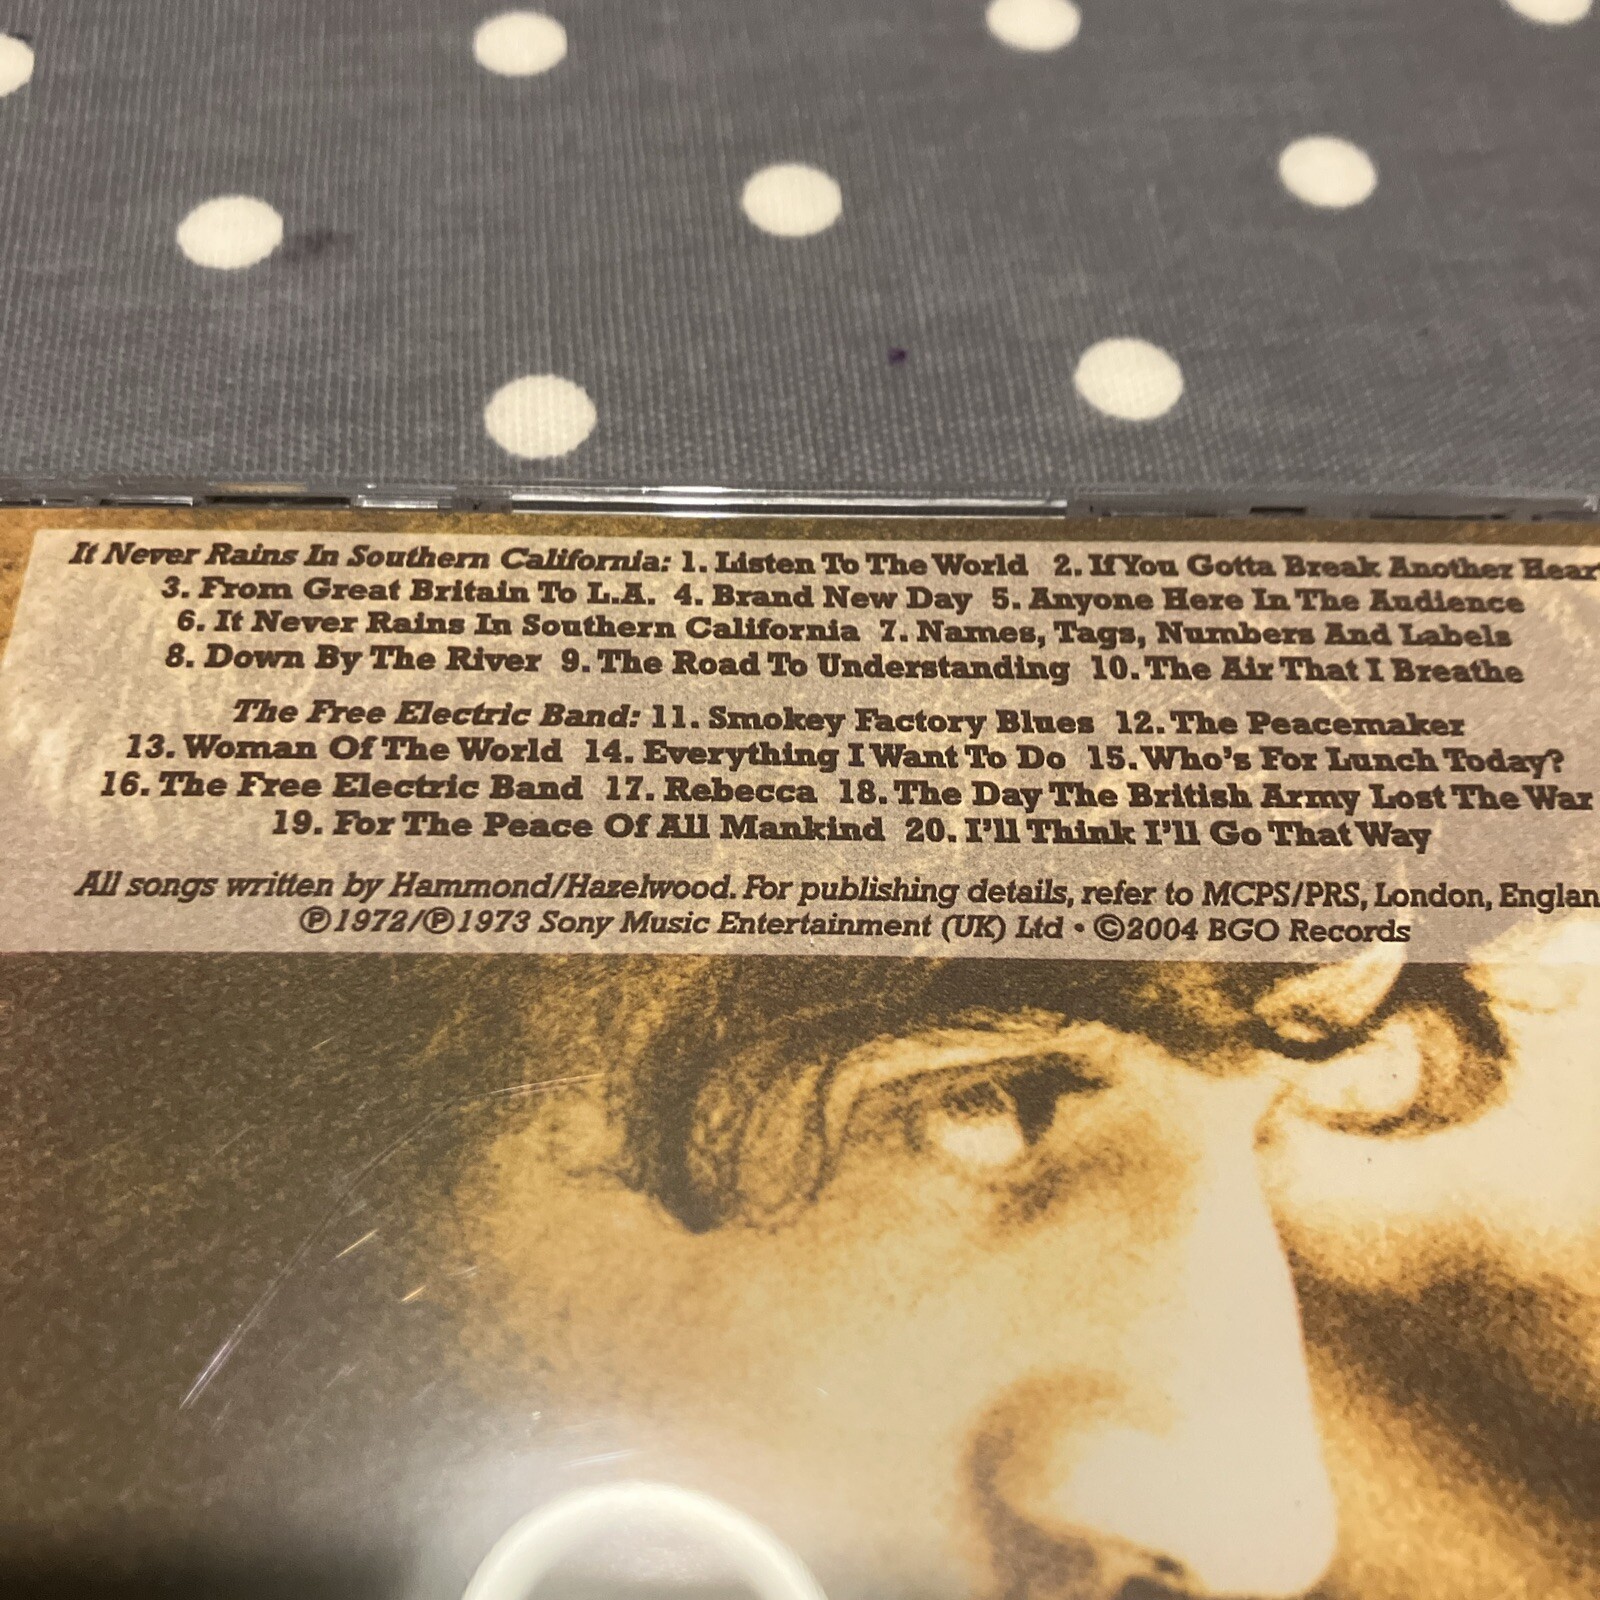 It Never Rains In Southern California: 1. Listen To The World 2. If You Gotta Break Another Heart
3. From Great Britain To L.A. 4. Brand New Day 5. Anyone Here In The Audience
6. It Never Rains In Southern California 7. Names, Tags, Numbers And Labels
8. Down By The River 9. The Road To Understanding 10. The Air That I Breathe
The Free Electric Band: 11. Smokey Factory Blues 12. The Peacemaker
13. Woman Of The World 14. Everything I Want To Do 15. Who's For Lunch Today?
16. The Free Electric Band 17. Rebecca 18. The Day The British Army Lost The War
19. For The Peace Of All Mankind 20. I'll Think I'll Go That Way
All songs written by Hammond/Hazelwood. For publishing details, refer to MCPS/PRS, London, Englan
℗1972/℗1973 Sony Music Entertainment (UK) Ltd • ©2004 BGO Records